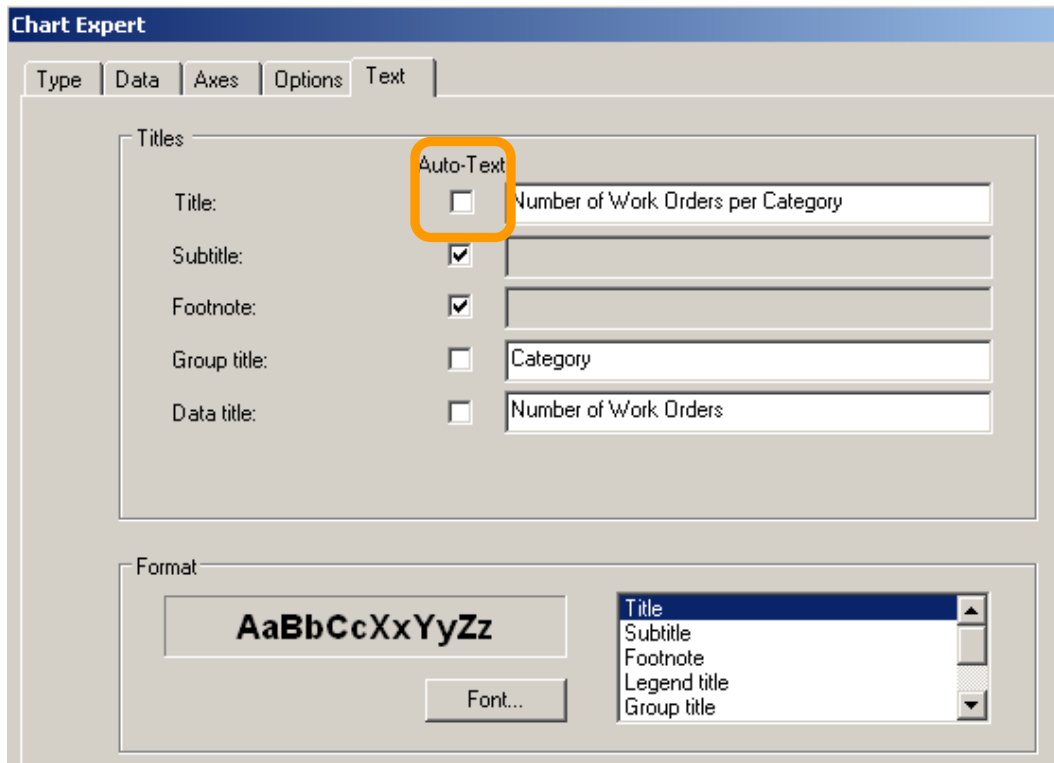 Chart Expert
Type Data Axes Options Text
Titles
Auto-Text
Title: Number of Work Orders per Category
Subtitle:
Footnote:
Group title: Category
Data title: Number of Work Orders
Format
AaBbCcXxYyZz
Font...
Title
Subtitle
Footnote
Legend title
Group title